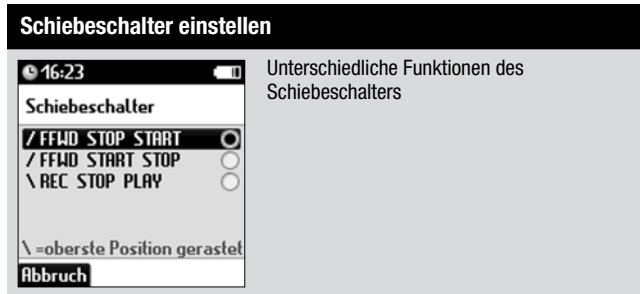 Schiebeschalter einstellen
16:23
Schiebeschalter
/ FFWD STOP START
/ FFWD START STOP
\ REC STOP PLAY
\ =oberste Position gerastet
Abbruch
Unterschiedliche Funktionen des
Schiebeschalters